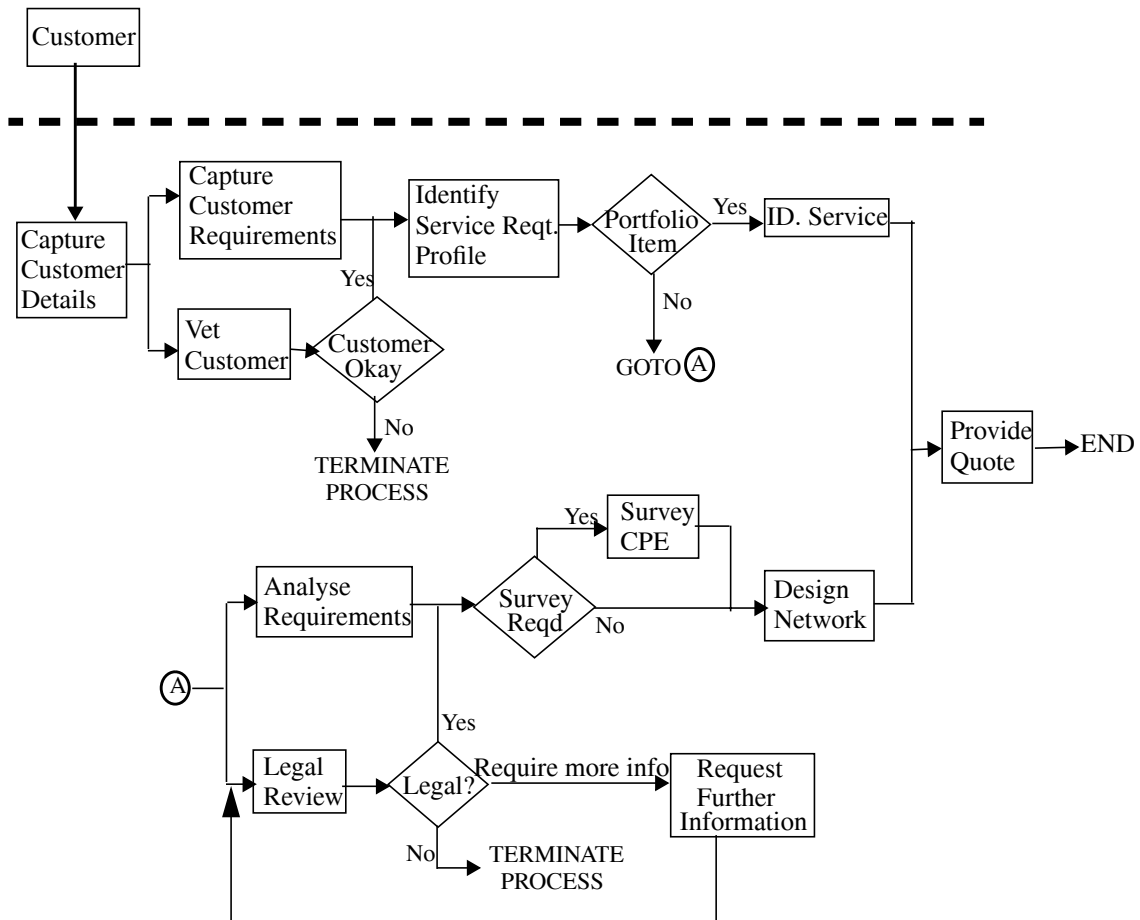 Customer
Capture
Customer
Requirements
Identify
Service Reqt.
Profile
Portfolio
Item
Yes
ID. Service
Capture
Customer
Details
Yes
No
Vet
Customer
Customer
Okay
GOTO A
No
TERMINATE
PROCESS
Provide
Quote
END
Yes
Survey
CPE
Analyse
Requirements
Survey
Reqd
No
Design
Network
A
Yes
Legal
Review
Legal?
Require more info
Request
Further
Information
No
TERMINATE
PROCESS